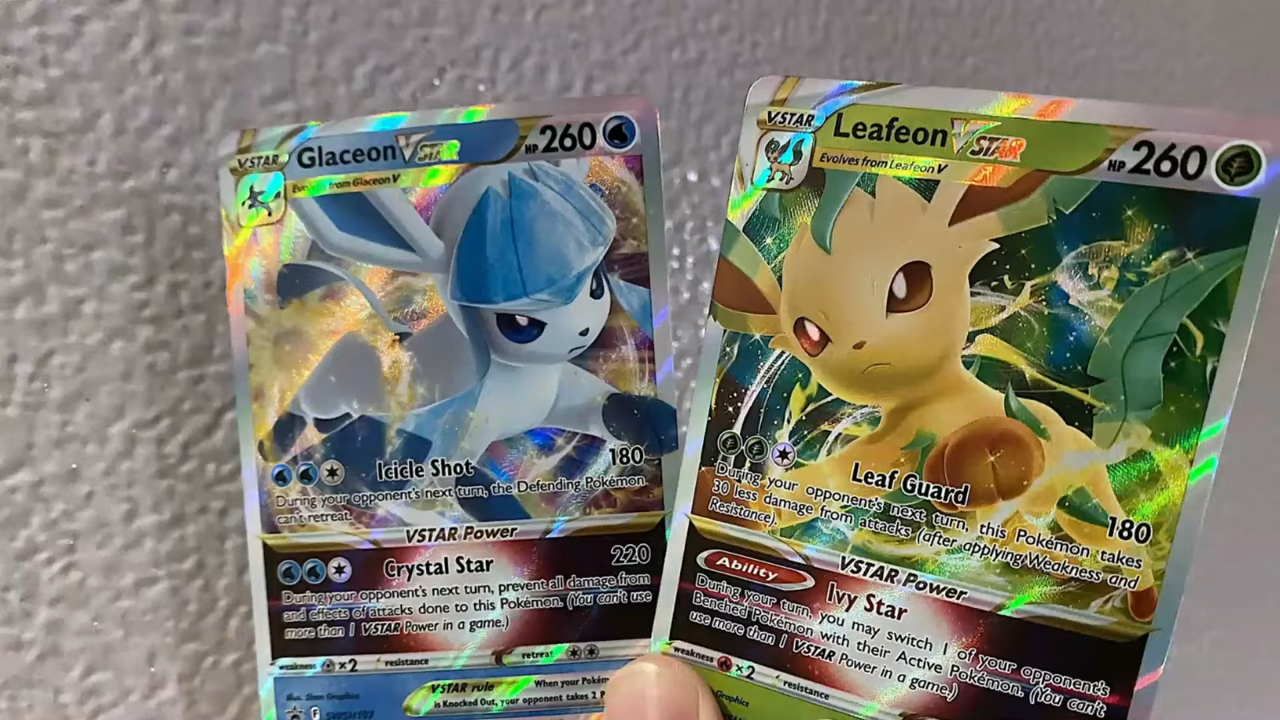 VSTAR
Glaceon VSTAR
HP 260
Evolves from Glaceon V
Icicle Shot
180
During your opponent's next turn, the Defending Pokémon
can't retreat.
VSTAR Power
Crystal Star
220
During your opponent's next turn, prevent all damage from
and effects of attacks done to this Pokémon. (You can't use
more than 1 VSTAR Power in a game.)
weakness
×2
resistance
retreat
VSTAR rule
When your
is Knocked Out, your opponent takes 2
Illus.
Graphics
F
SWSH197
VSTAR
Leafeon VSTAR
HP 260
Evolves from Leafeon V
Leaf Guard
180
During your opponent's next turn, this Pokémon takes
30 less damage from attacks (after applying Weakness and
Resistance).
VSTAR Power
Ability
Ivy Star
During your turn, you may switch 1 of your opponent's
Benched Pokémon with their Active Pokémon. (You can't
use more than 1 VSTAR Power in a game.)
weakness
×2
resistance
Graphics